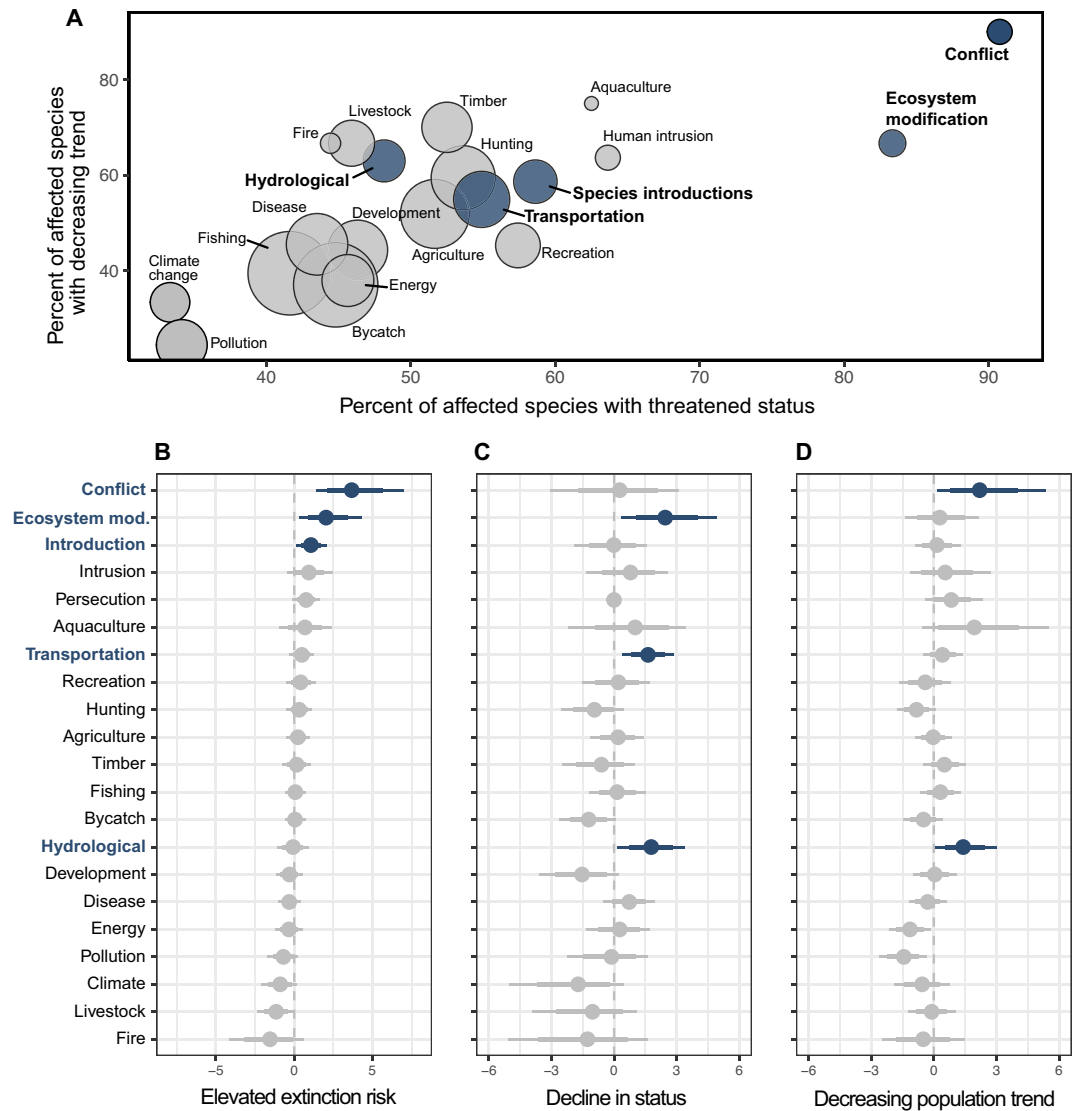 A
Percent of affected species
with decreasing trend
80
60
40
Conflict
Ecosystem
modification
Aquaculture
Timber
Livestock
Fire
Human intrusion
Hunting
Hydrological
Species introductions
Disease
Development
Transportation
Fishing
Agriculture
Recreation
Climate
change
Energy
Bycatch
Pollution
40 50 60 70 80 90
Percent of affected species with threatened status
B C D
Conflict
Ecosystem mod.
Introduction
Intrusion
Persecution
Aquaculture
Transportation
Recreation
Hunting
Agriculture
Timber
Fishing
Bycatch
Hydrological
Development
Disease
Energy
Pollution
Climate
Livestock
Fire
−5 0 5
−6 −3 0 3 6
−6 −3 0 3 6
Elevated extinction risk
Decline in status
Decreasing population trend